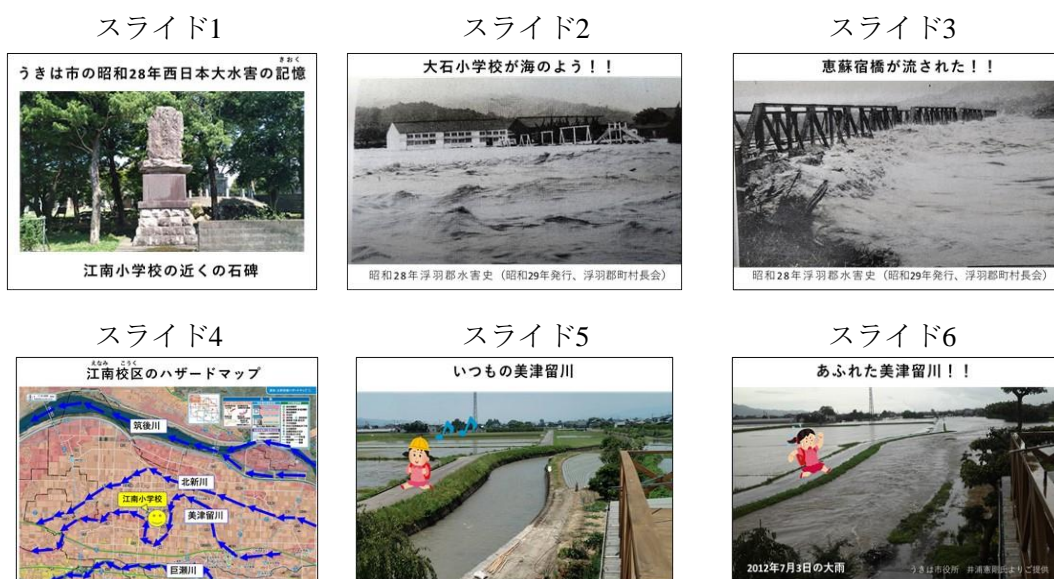 スライド1
うきは市の昭和28年西日本大水害の記憶
きおく
江南小学校の近くの石碑
スライド2
大石小学校が海のよう！！
昭和28年浮羽郡水害史（昭和29年発行、浮羽郡町村長会）
スライド3
恵蘇宿橋が流された！！
昭和28年浮羽郡水害史（昭和29年発行、浮羽郡町村長会）
スライド4
えなみ こうく
江南校区のハザードマップ
筑後川
北新川
江南小学校
美津留川
巨瀬川
スライド5
いつもの美津留川
スライド6
あふれた美津留川！！
2012年7月3日の大雨